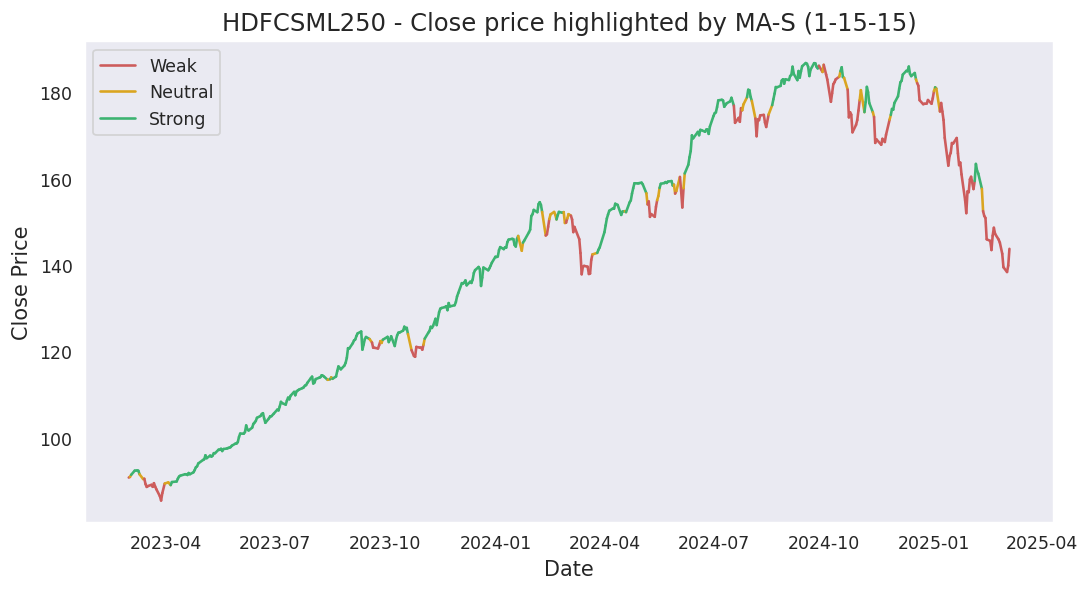 HDFCSML250 - Close price highlighted by MA-S (1-15-15)
Weak
Neutral
Strong
Close Price
180
160
140
120
100
2023-04 2023-07 2023-10 2024-01 2024-04 2024-07 2024-10 2025-01 2025-04
Date